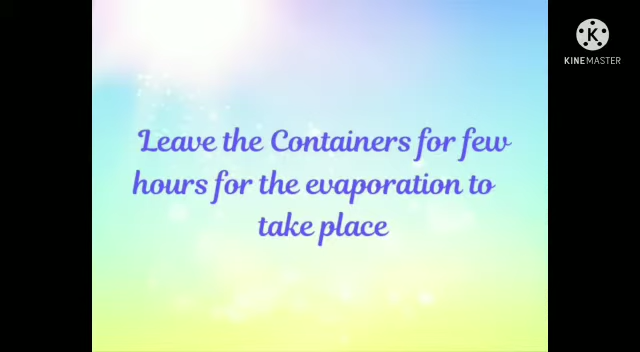 Leave the Containers for few
hours for the evaporation to
take place
K
KINEMASTER